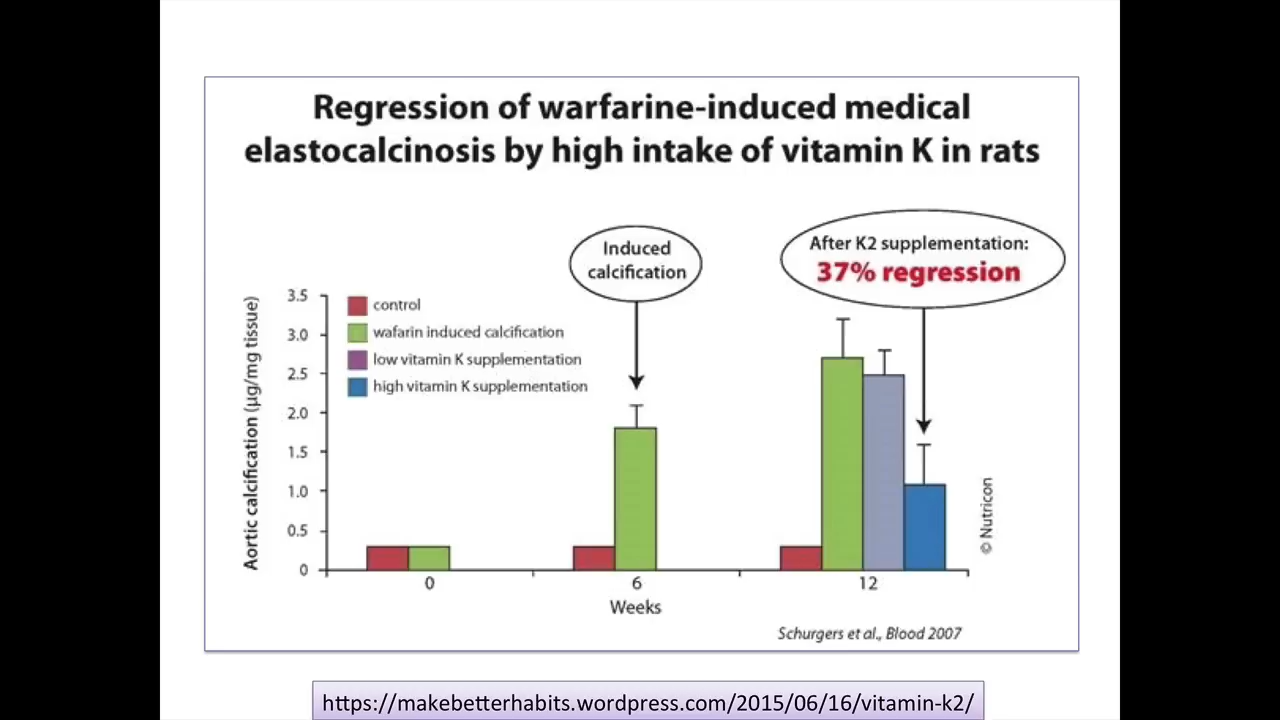 Regression of warfarine-induced medical
elastocalcinosis by high intake of vitamin K in rats
Induced
calcification
After K2 supplementation:
37% regression
Aortic calcification (µg/mg tissue)
3.5
3.0
2.5
2.0
1.5
1.0
0.5
0
control
wafarin induced calcification
low vitamin K supplementation
high vitamin K supplementation
0
6
12
Weeks
© Nutricon
Schurgers et al., Blood 2007
https://makebetterhabits.wordpress.com/2015/06/16/vitamin-k2/